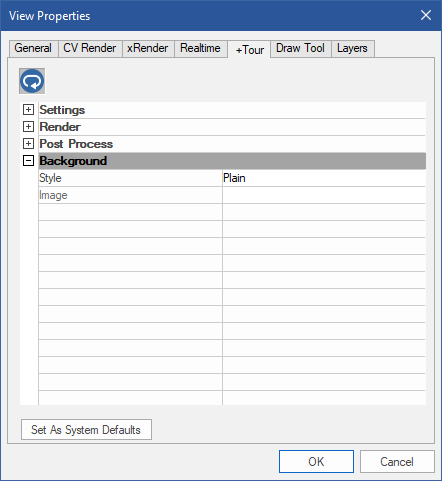 View Properties
General CV Render xRender Realtime +Tour Draw Tool Layers
Settings
Render
Post Process
Background
Style Plain
Image
Set As System Defaults
OK Cancel